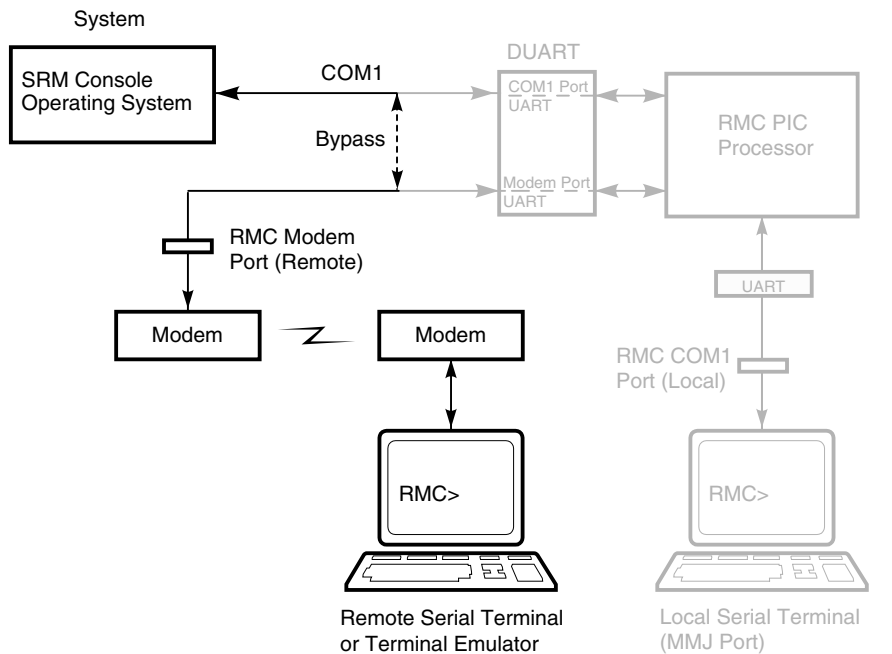 System
SRM Console
Operating System
COM1
Bypass
DUART
COM1 Port
UART
Modem Port
UART
RMC PIC
Processor
RMC Modem
Port (Remote)
UART
Modem
Modem
RMC COM1
Port (Local)
RMC>
RMC>
Remote Serial Terminal
or Terminal Emulator
Local Serial Terminal
(MMJ Port)